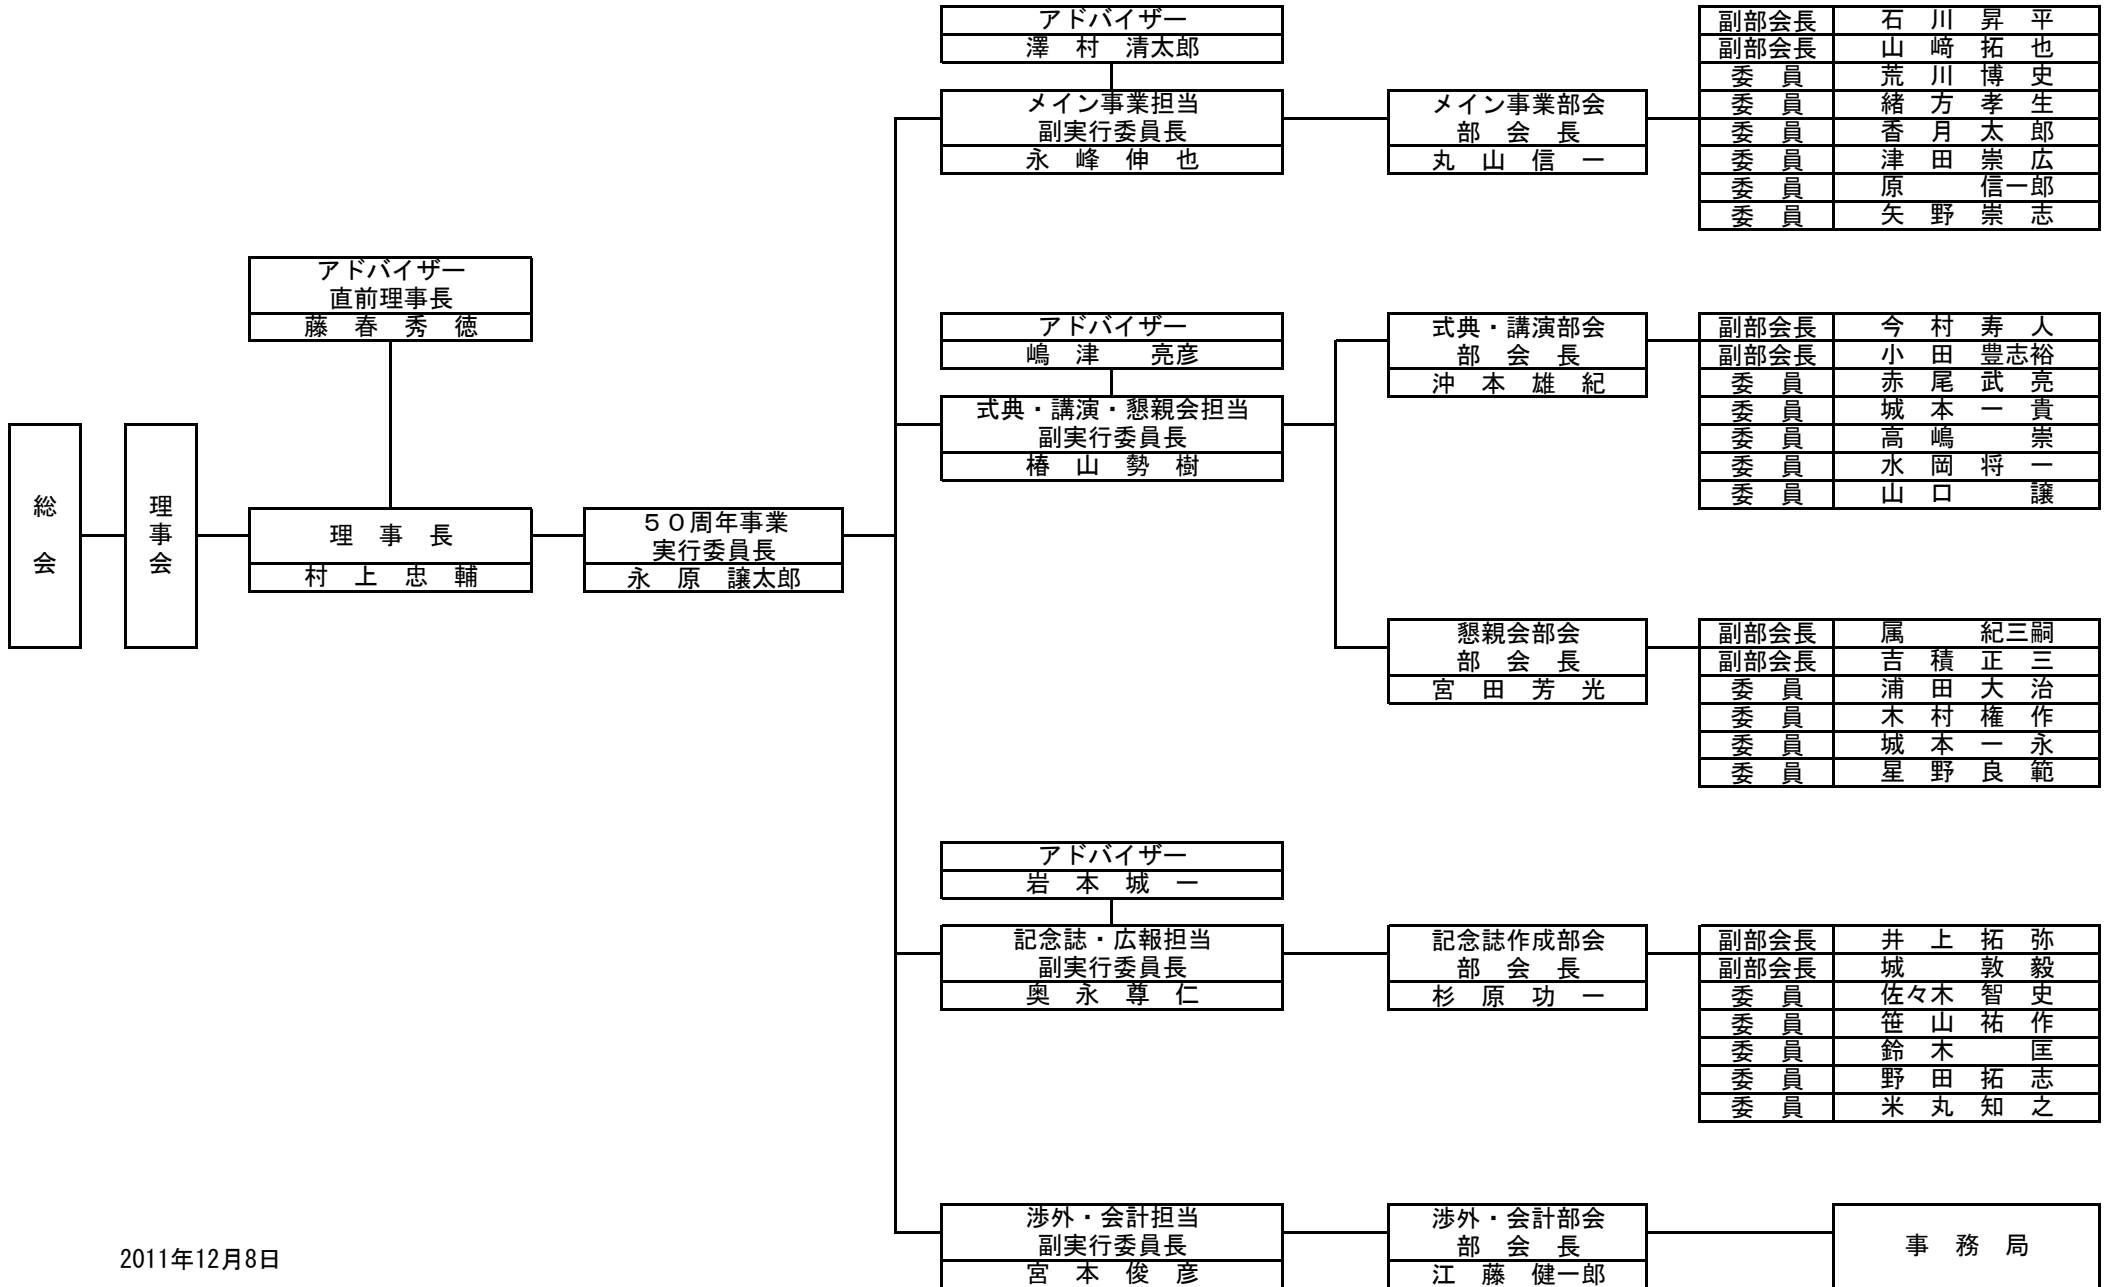 総会
理事会
アドバイザー
直前理事長
藤　春　秀　徳
理　事　長
村　上　忠　輔
５０周年事業
実行委員長
永　原　譲太郎
アドバイザー
澤　村　清太郎
メイン事業担当
副実行委員長
永　峰　伸　也
メイン事業部会
部　会　長
丸　山　信　一
副部会長　石　川　昇　平
副部会長　山　﨑　拓　也
委　員　荒　川　博　史
委　員　緒　方　孝　生
委　員　香　月　太　郎
委　員　津　田　崇　広
委　員　原　　　信一郎
委　員　矢　野　崇　志
アドバイザー
嶋　津　　亮彦
式典・講演・懇親会担当
副実行委員長
椿　山　勢　樹
式典・講演部会
部　会　長
沖　本　雄　紀
副部会長　今　村　寿　人
副部会長　小　田　豊志裕
委　員　赤　尾　武　亮
委　員　城　本　一　貴
委　員　高　嶋　　　崇
委　員　水　岡　将　一
委　員　山　口　　　譲
懇親会部会
部　会　長
宮　田　芳　光
副部会長　属　　　紀三嗣
副部会長　吉　積　正　三
委　員　浦　田　大　治
委　員　木　村　権　作
委　員　城　本　一　永
委　員　星　野　良　範
アドバイザー
岩　本　城　一
記念誌・広報担当
副実行委員長
奥　永　尊　仁
記念誌作成部会
部　会　長
杉　原　功　一
副部会長　井　上　拓　弥
副部会長　城　　　敦　毅
委　員　佐々木　智　史
委　員　笹　山　祐　作
委　員　鈴　木　　　匡
委　員　野　田　拓　志
委　員　米　丸　知　之
渉外・会計担当
副実行委員長
宮　本　俊　彦
渉外・会計部会
部　会　長
江　藤　健一郎
事　務　局
2011年12月8日